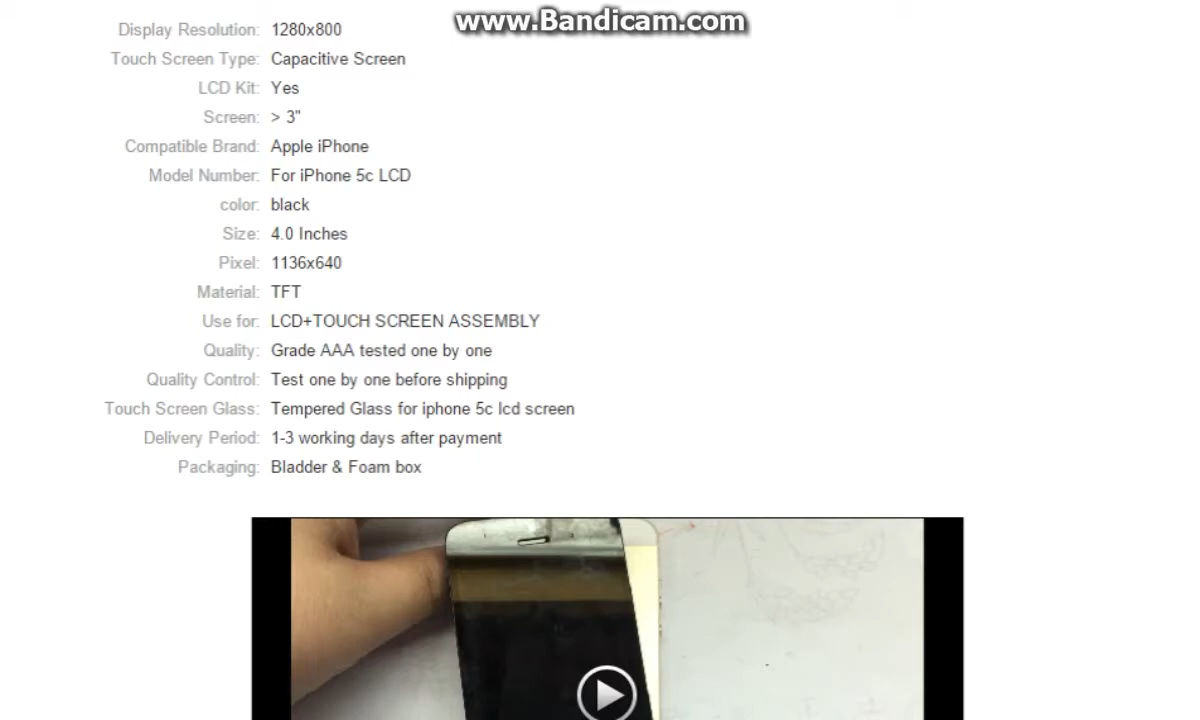 www.Bandicam.com
Display Resolution: 1280x800
Touch Screen Type: Capacitive Screen
LCD Kit: Yes
Screen: > 3"
Compatible Brand: Apple iPhone
Model Number: For iPhone 5c LCD
color: black
Size: 4.0 Inches
Pixel: 1136x640
Material: TFT
Use for: LCD+TOUCH SCREEN ASSEMBLY
Quality: Grade AAA tested one by one
Quality Control: Test one by one before shipping
Touch Screen Glass: Tempered Glass for iphone 5c lcd screen
Delivery Period: 1-3 working days after payment
Packaging: Bladder & Foam box